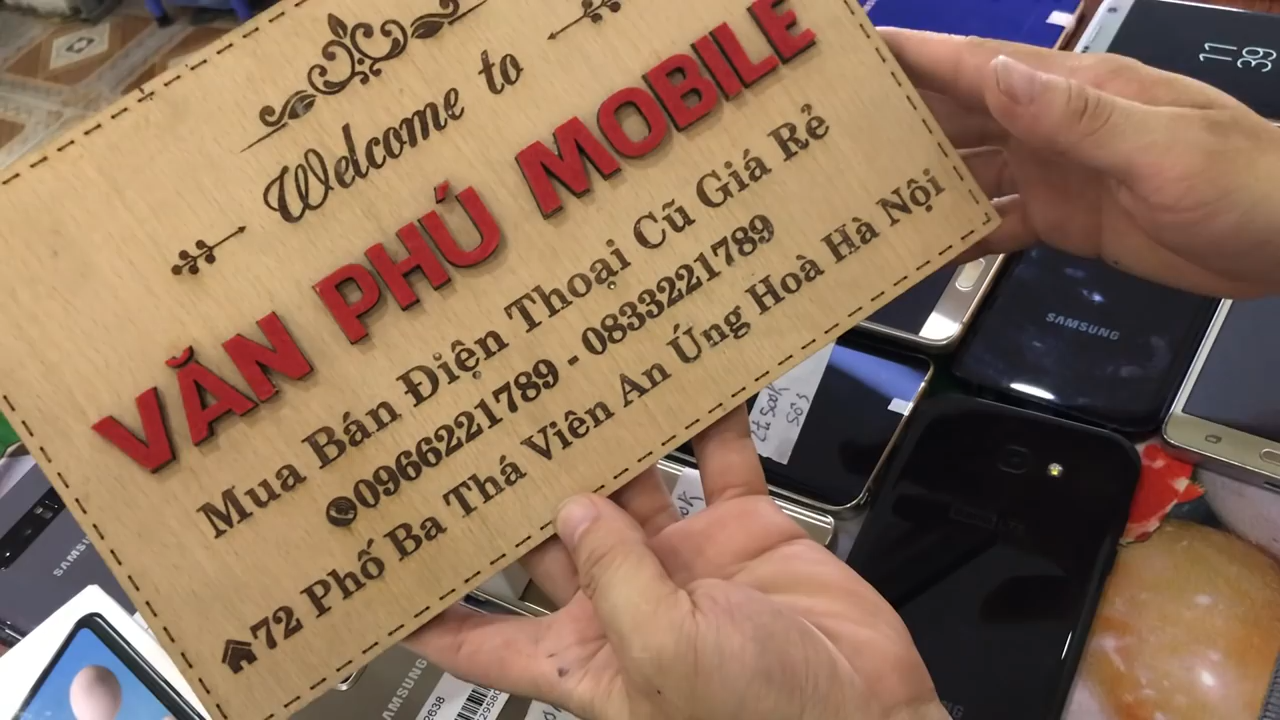 Welcome to
VĂN PHÚ MOBILE
Mua Bán Điện Thoại Cũ Giá Rẻ
0966221789 - 0833221789
72 Phố Ba Thá Viên An Ứng Hoà Hà Nội
11
39
SAMSUNG
SAMSUNG
SAMSUNG